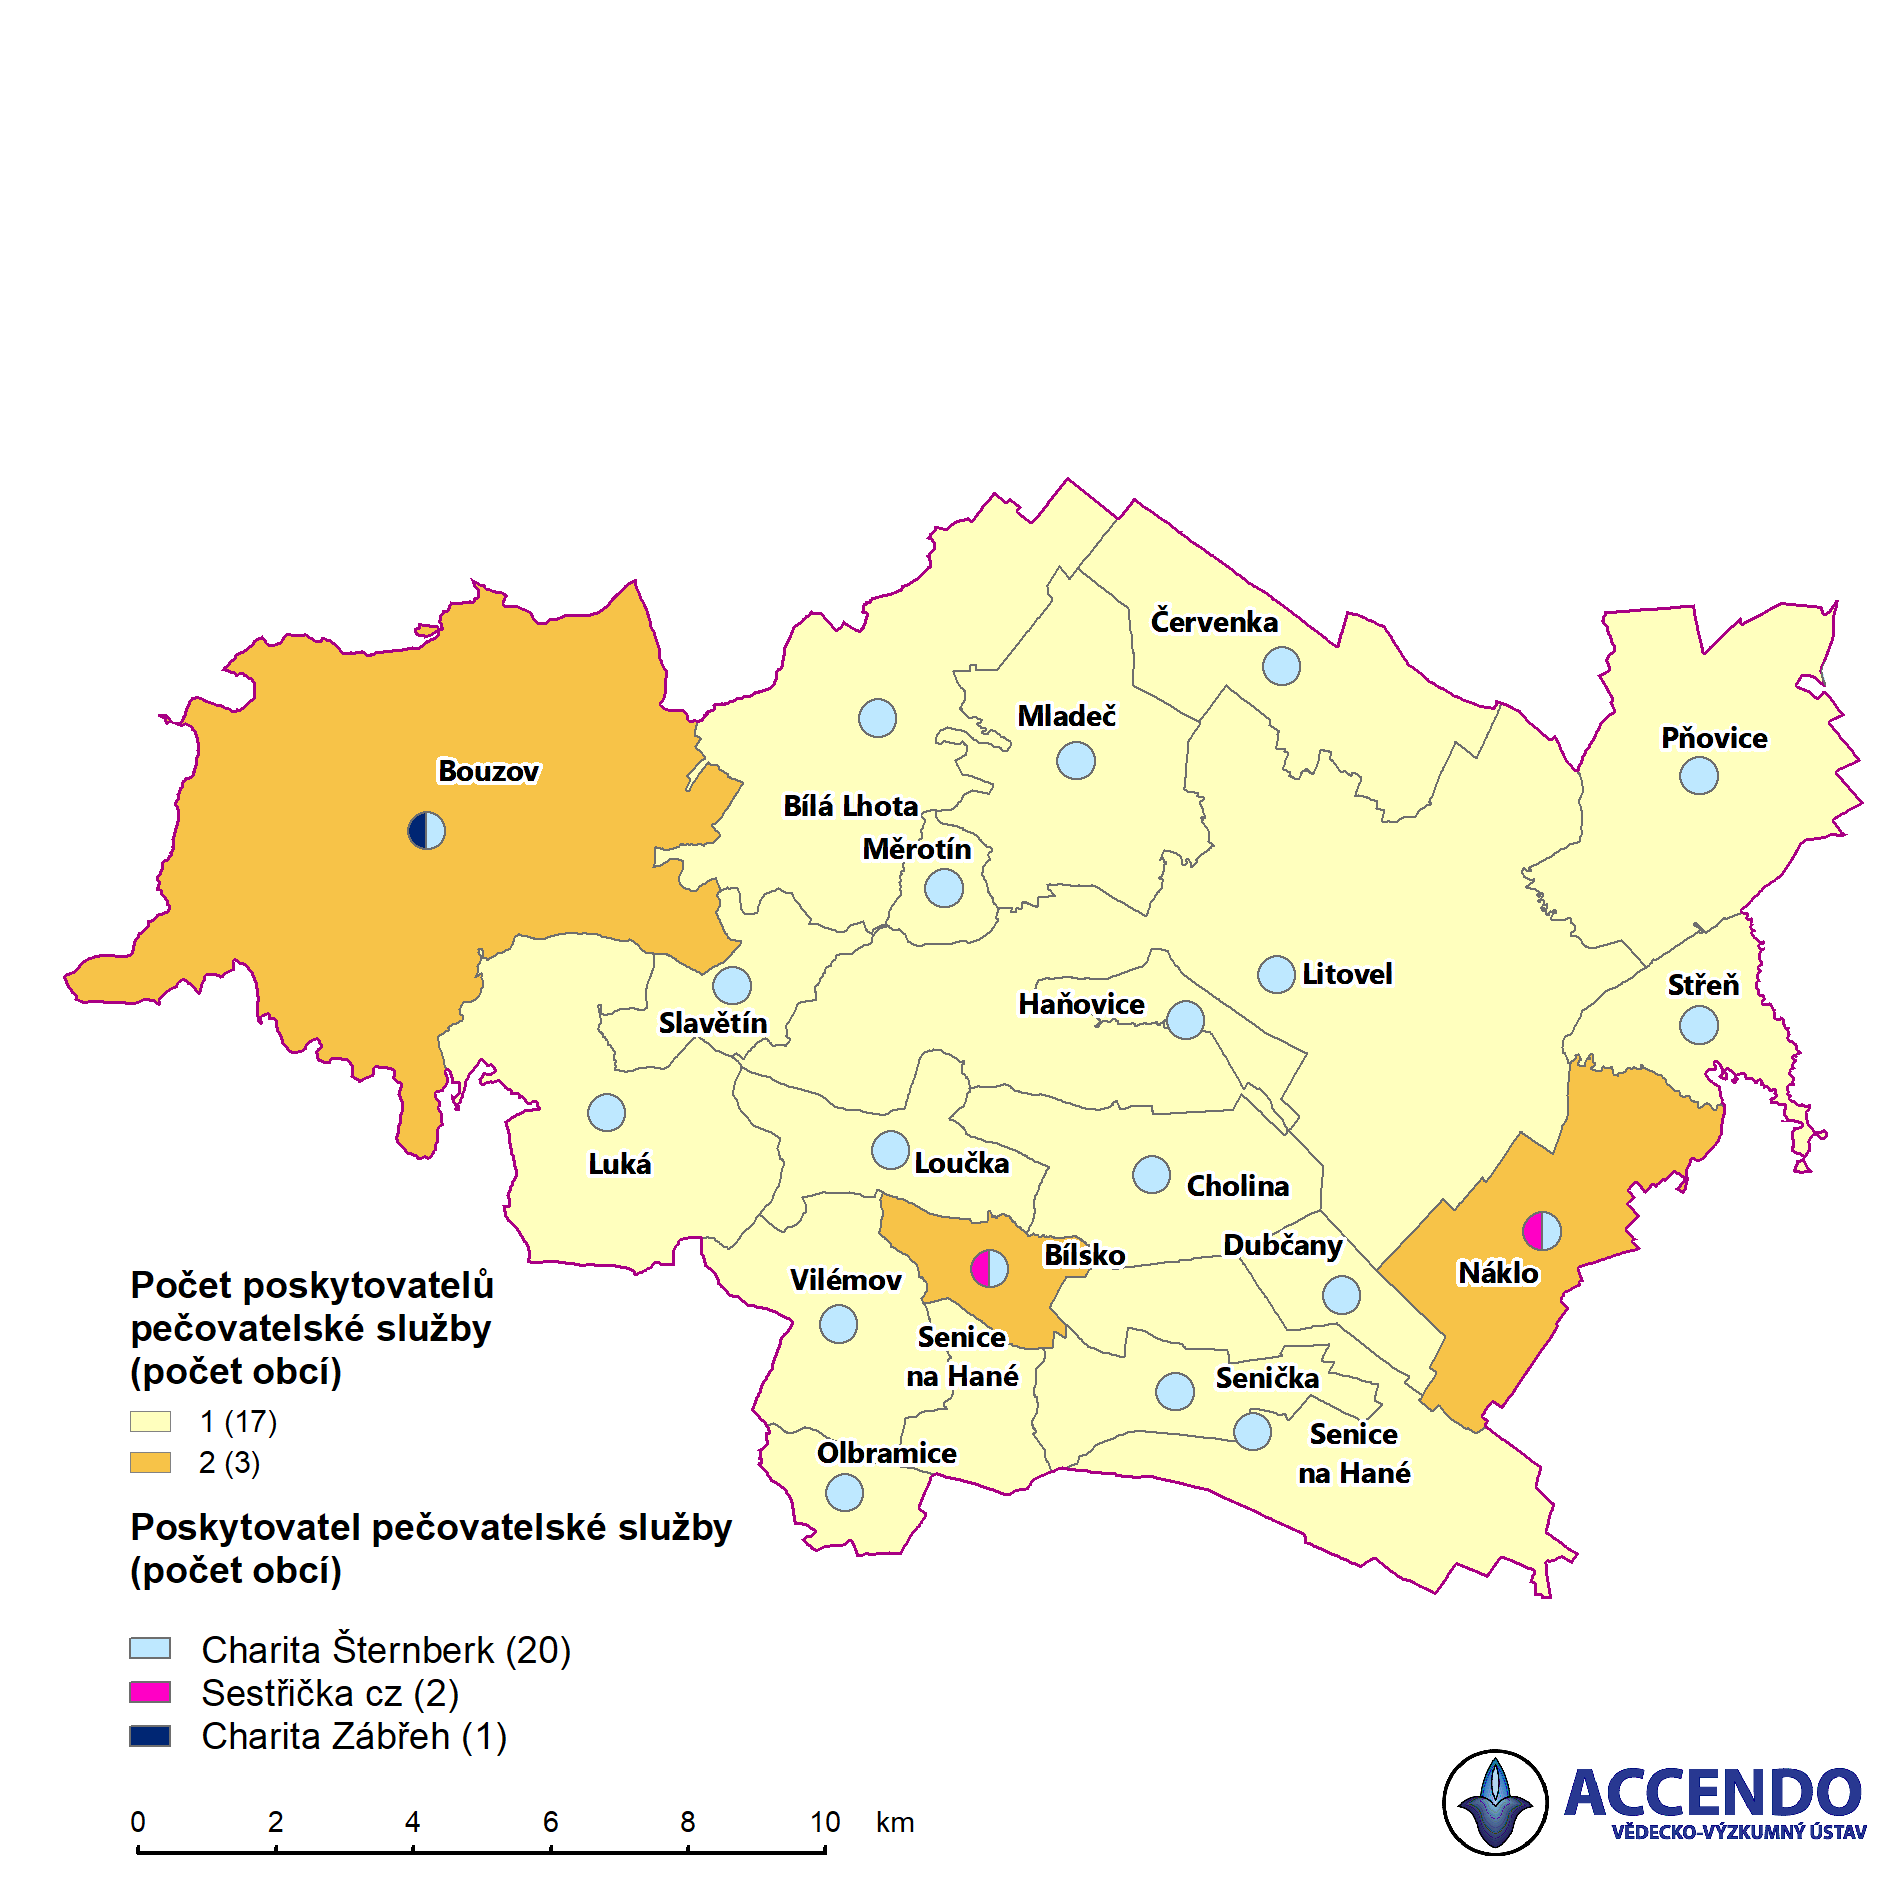 Červenka
Mladeč
Pňovice
Bouzov
Bílá Lhota
Měrotín
Litovel
Střeň
Haňovice
Slavětín
Luká
Loučka
Cholina
Dubčany
Bílsko
Náklo
Vilémov
Senice
na Hané
Senička
Senice
na Hané
Olbramice
Počet poskytovatelů
pečovatelské služby
(počet obcí)
1 (17)
2 (3)
Poskytovatel pečovatelské služby
(počet obcí)
Charita Šternberk (20)
Sestřička cz (2)
Charita Zábřeh (1)
0 2 4 6 8 10 km
ACCENDO
VĚDECKO-VÝZKUMNÝ ÚSTAV